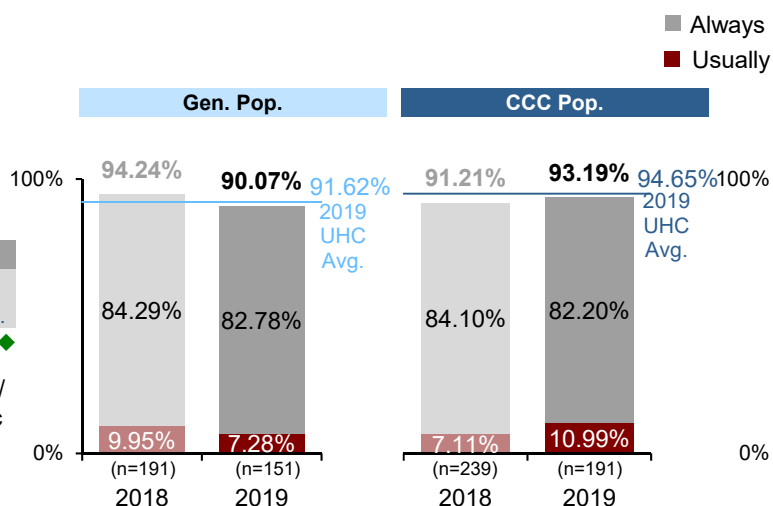 Always
Usually
Gen. Pop.
CCC Pop.
94.24%
90.07%
91.62%
91.21%
93.19%
94.65%
100%
100%
2019
UHC
Avg.
2019
UHC
Avg.
84.29%
82.78%
84.10%
82.20%
9.95%
7.28%
7.11%
10.99%
0%
0%
(n=191)
(n=151)
(n=239)
(n=191)
2018
2019
2018
2019